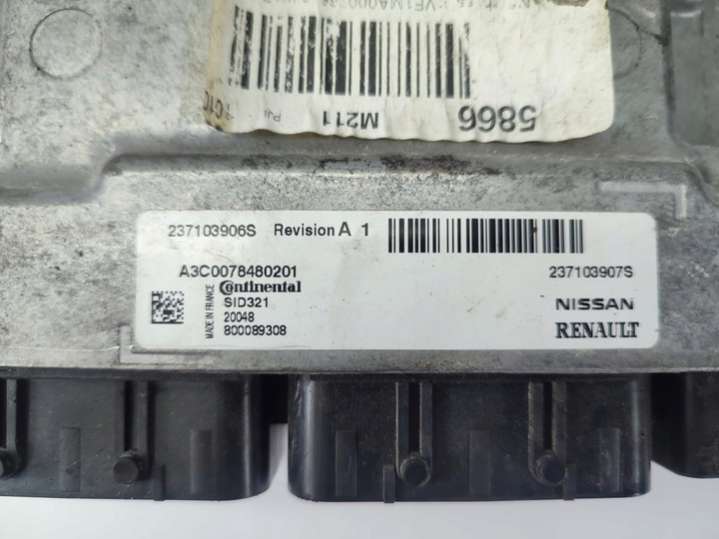 5866
M211
237103906S Revision A 1
A3C0078480201
237103907S
MADE IN FRANCE
Continental
SID321
20048
800089308
NISSAN
RENAULT